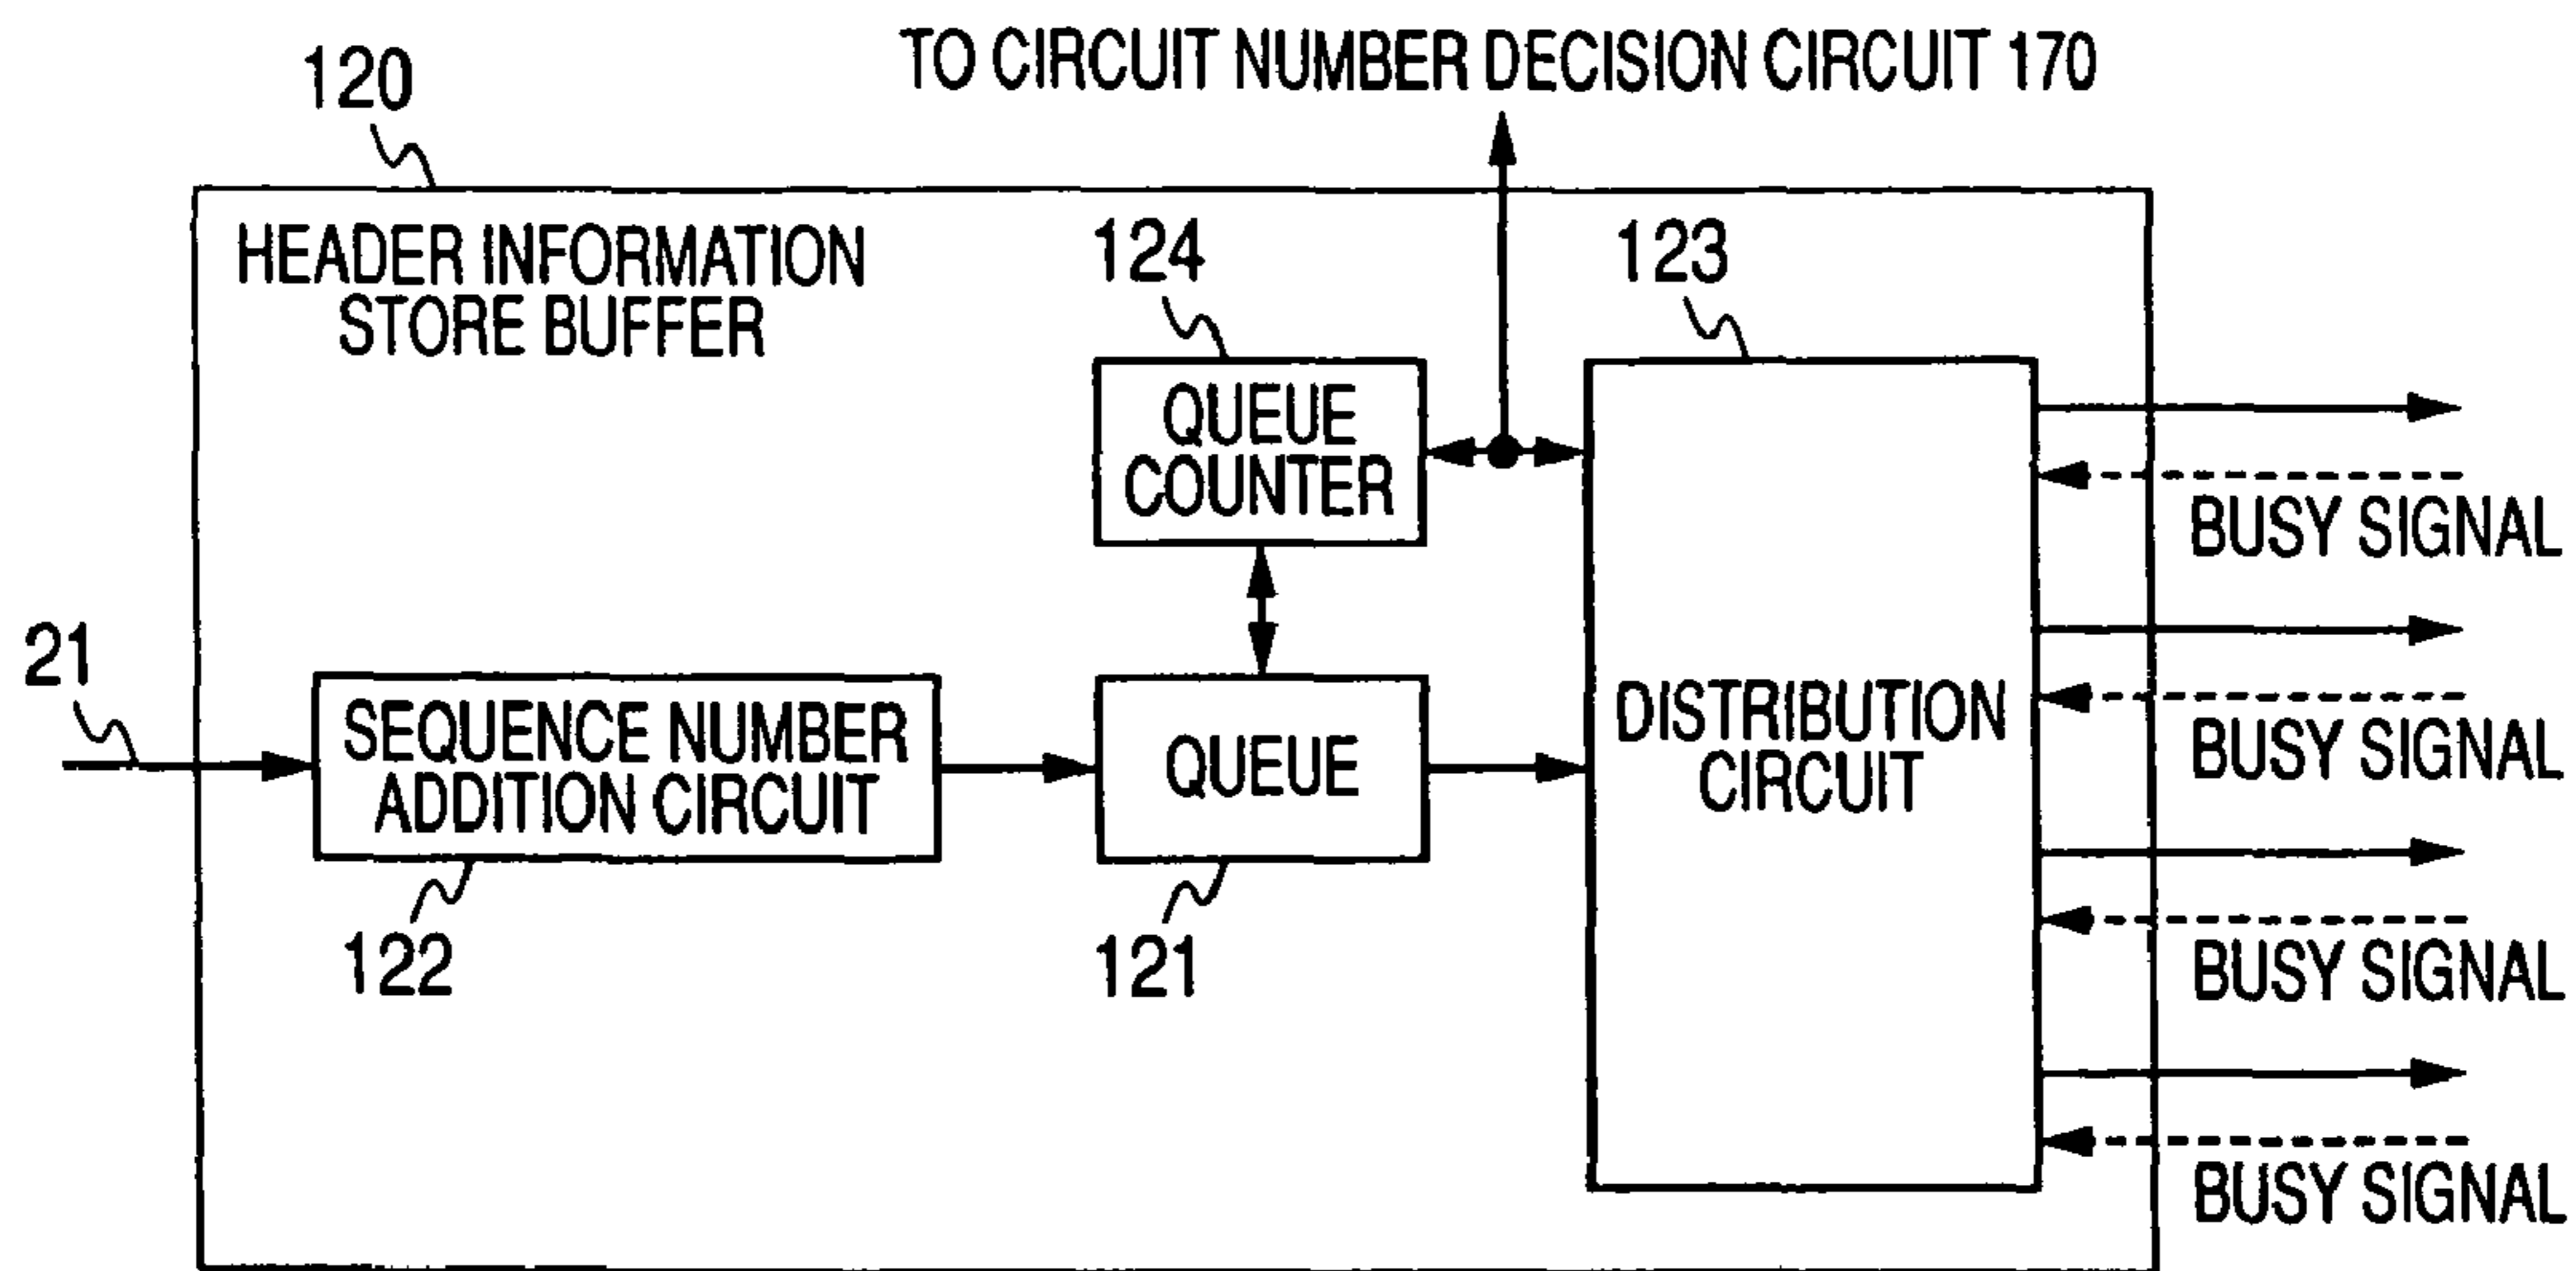 TO CIRCUIT NUMBER DECISION CIRCUIT 170
120
HEADER INFORMATION
STORE BUFFER
124
123
QUEUE
COUNTER
BUSY SIGNAL
21
SEQUENCE NUMBER
ADDITION CIRCUIT
QUEUE
DISTRIBUTION
CIRCUIT
BUSY SIGNAL
122
121
BUSY SIGNAL
BUSY SIGNAL